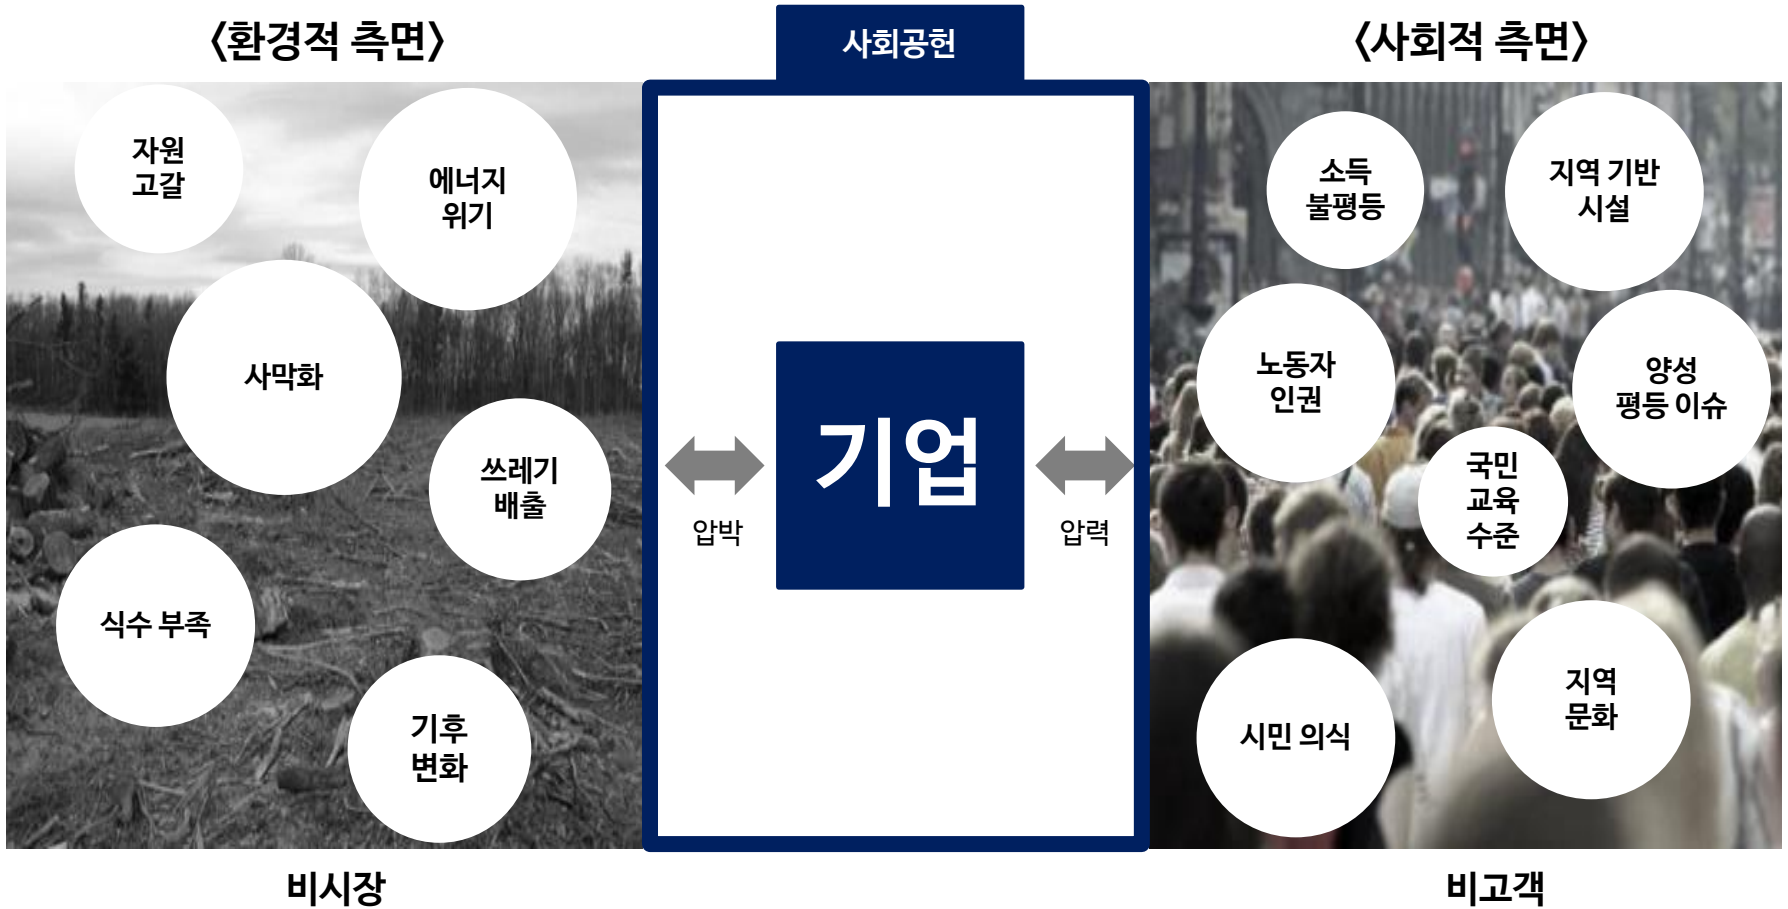 〈환경적 측면〉
사회공헌
〈사회적 측면〉
자원
고갈
에너지
위기
사막화
쓰레기
배출
식수 부족
기후
변화
기업
압박
압력
소득
불평등
지역 기반
시설
노동자
인권
양성
평등 이슈
국민
교육
수준
시민 의식
지역
문화
비시장
비고객